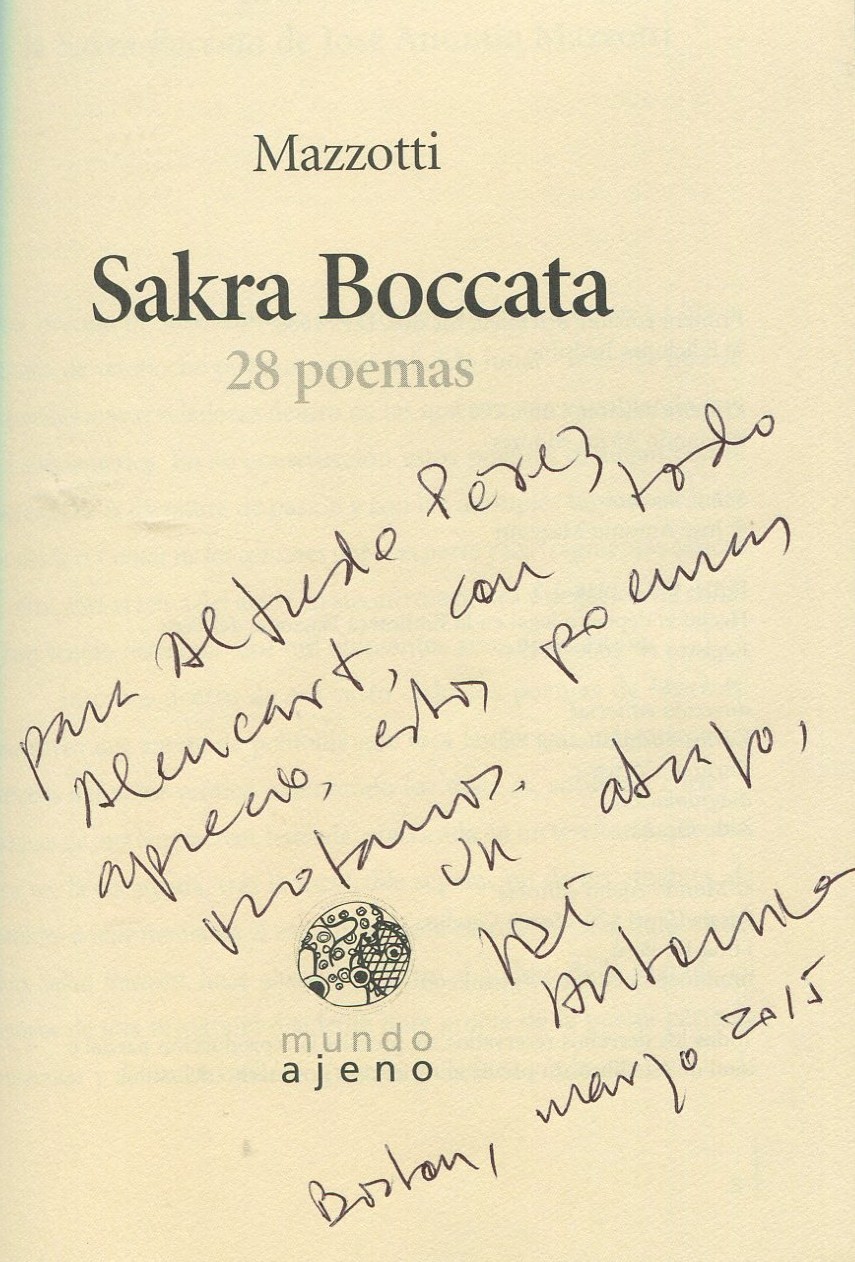 Mazzotti
Sakra Boccata
28 poemas
para Alfredo Pérez
Alencart, con todo
aprecio, estos poemas
Un abrazo,
José
Antonio
mundo
ajeno
Boston, marzo 2015